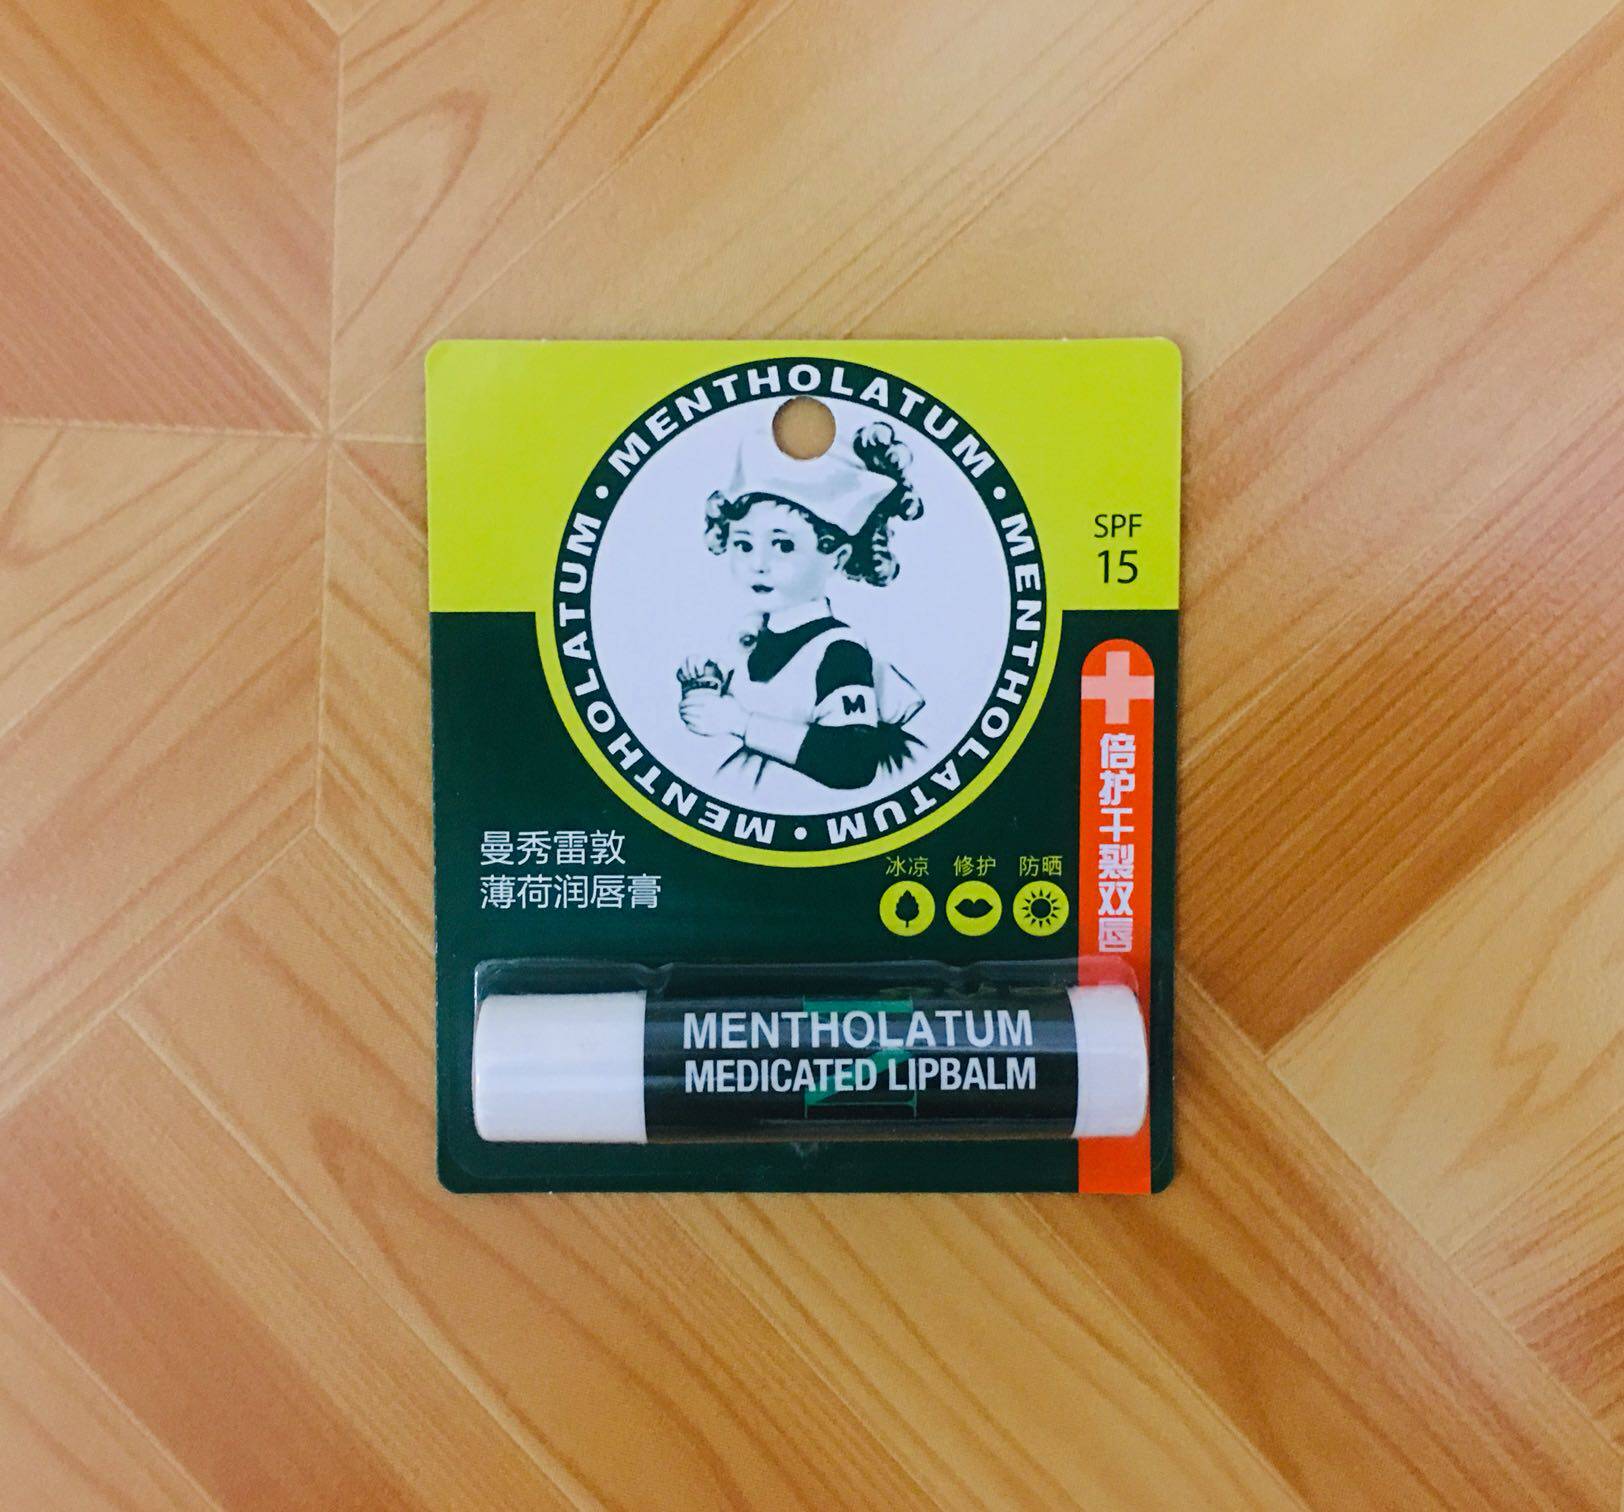 MENTHOLATUM • MENTHOLATUM • MENTHOLATUM • MENTHOLATUM •
M
SPF
15
倍护干裂双唇
曼秀雷敦
薄荷润唇膏
冰凉 修护 防晒
MENTHOLATUM
MEDICATED LIPBALM